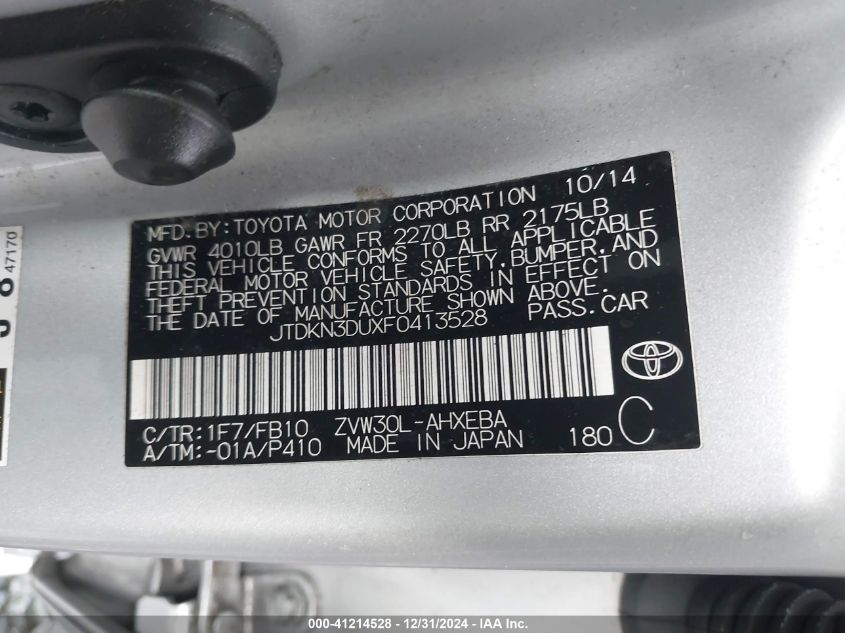 MFD. BY: TOYOTA MOTOR CORPORATION 10/14
GVWR 4010LB GAWR FR 2270LB RR 2175LB
THIS VEHICLE CONFORMS TO ALL APPLICABLE
FEDERAL MOTOR VEHICLE SAFETY, BUMPER, AND
THEFT PREVENTION STANDARDS IN EFFECT ON
THE DATE OF MANUFACTURE SHOWN ABOVE.
JTDKN3DUXF0413528 PASS. CAR
C/TR: 1F7/FB10 ZVW30L-AHXEBA
A/TM: -01A/P410 MADE IN JAPAN 180 C
47170
000-41214528 - 12/31/2024 - IAA Inc.